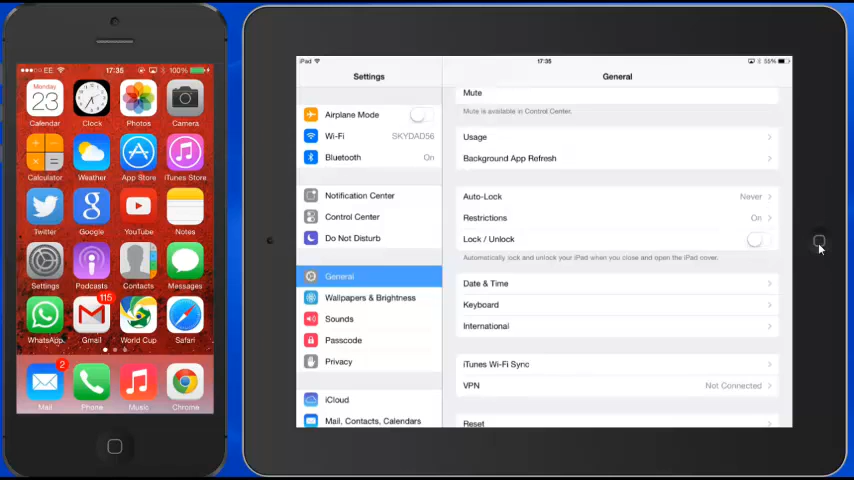 EE 17:35 100%
Monday
23
Calendar Clock Photos Camera
Calculator Weather App Store iTunes Store
Twitter Google YouTube Notes
Settings Podcasts Contacts Messages
115
WhatsApp Gmail World Cup Safari
2
Mail Phone Music Chrome
iPad 17:35 55%
Settings
Airplane Mode
Wi-Fi SKYDAD56
Bluetooth On
Notification Center
Control Center
Do Not Disturb
General
Wallpapers & Brightness
Sounds
Passcode
Privacy
iCloud
Mail, Contacts, Calendars
General
Mute
Mute is available in Control Center.
Usage
Background App Refresh
Auto-Lock Never
Restrictions On
Lock / Unlock
Automatically lock and unlock your iPad when you close and open the iPad cover.
Date & Time
Keyboard
International
iTunes Wi-Fi Sync
VPN Not Connected
Reset